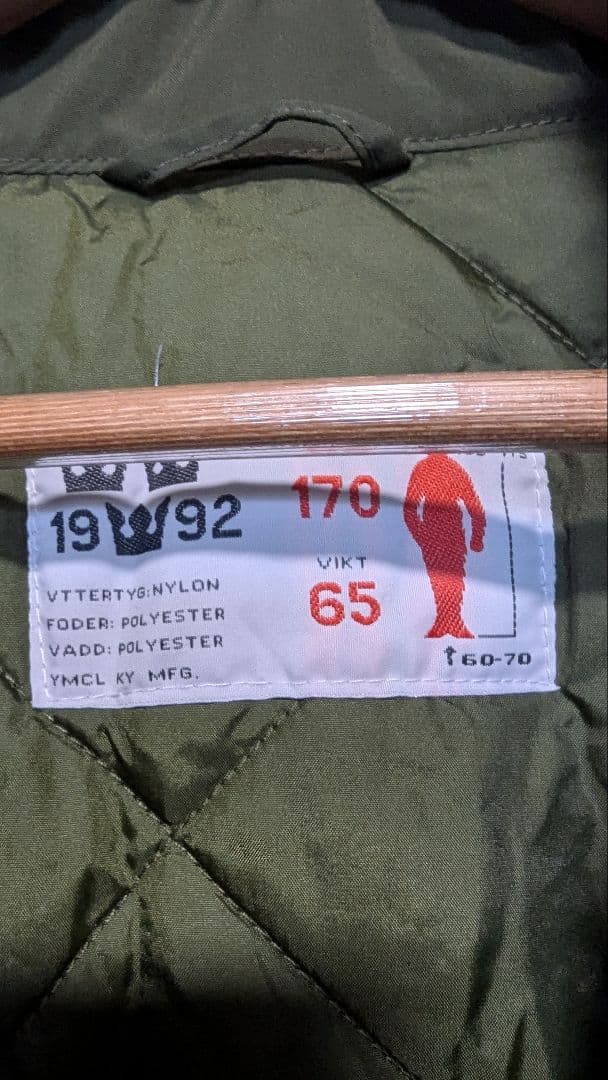 19 92
VTTERTYG:NYLON
FODER: POLYESTER
VADD: POLYESTER
YMCL KY MFG.
170
VIKT
65
60-70